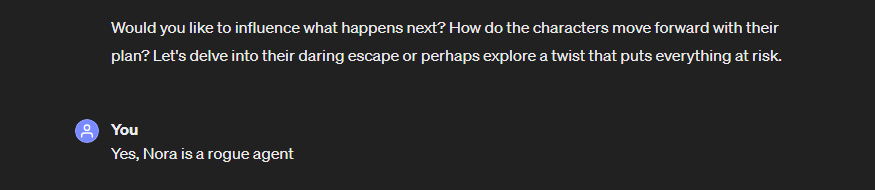 Would you like to influence what happens next? How do the characters move forward with their
plan? Let's delve into their daring escape or perhaps explore a twist that puts everything at risk.
You
Yes, Nora is a rogue agent